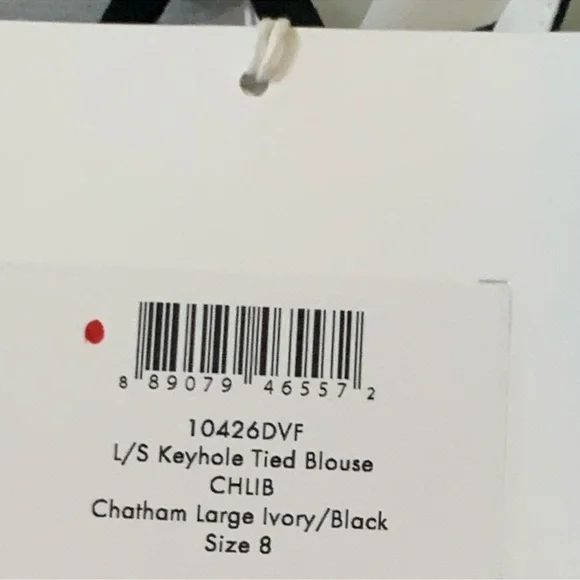 8 89079 46557 2
10426DVF
L/S Keyhole Tied Blouse
CHLIB
Chatham Large Ivory/Black
Size 8